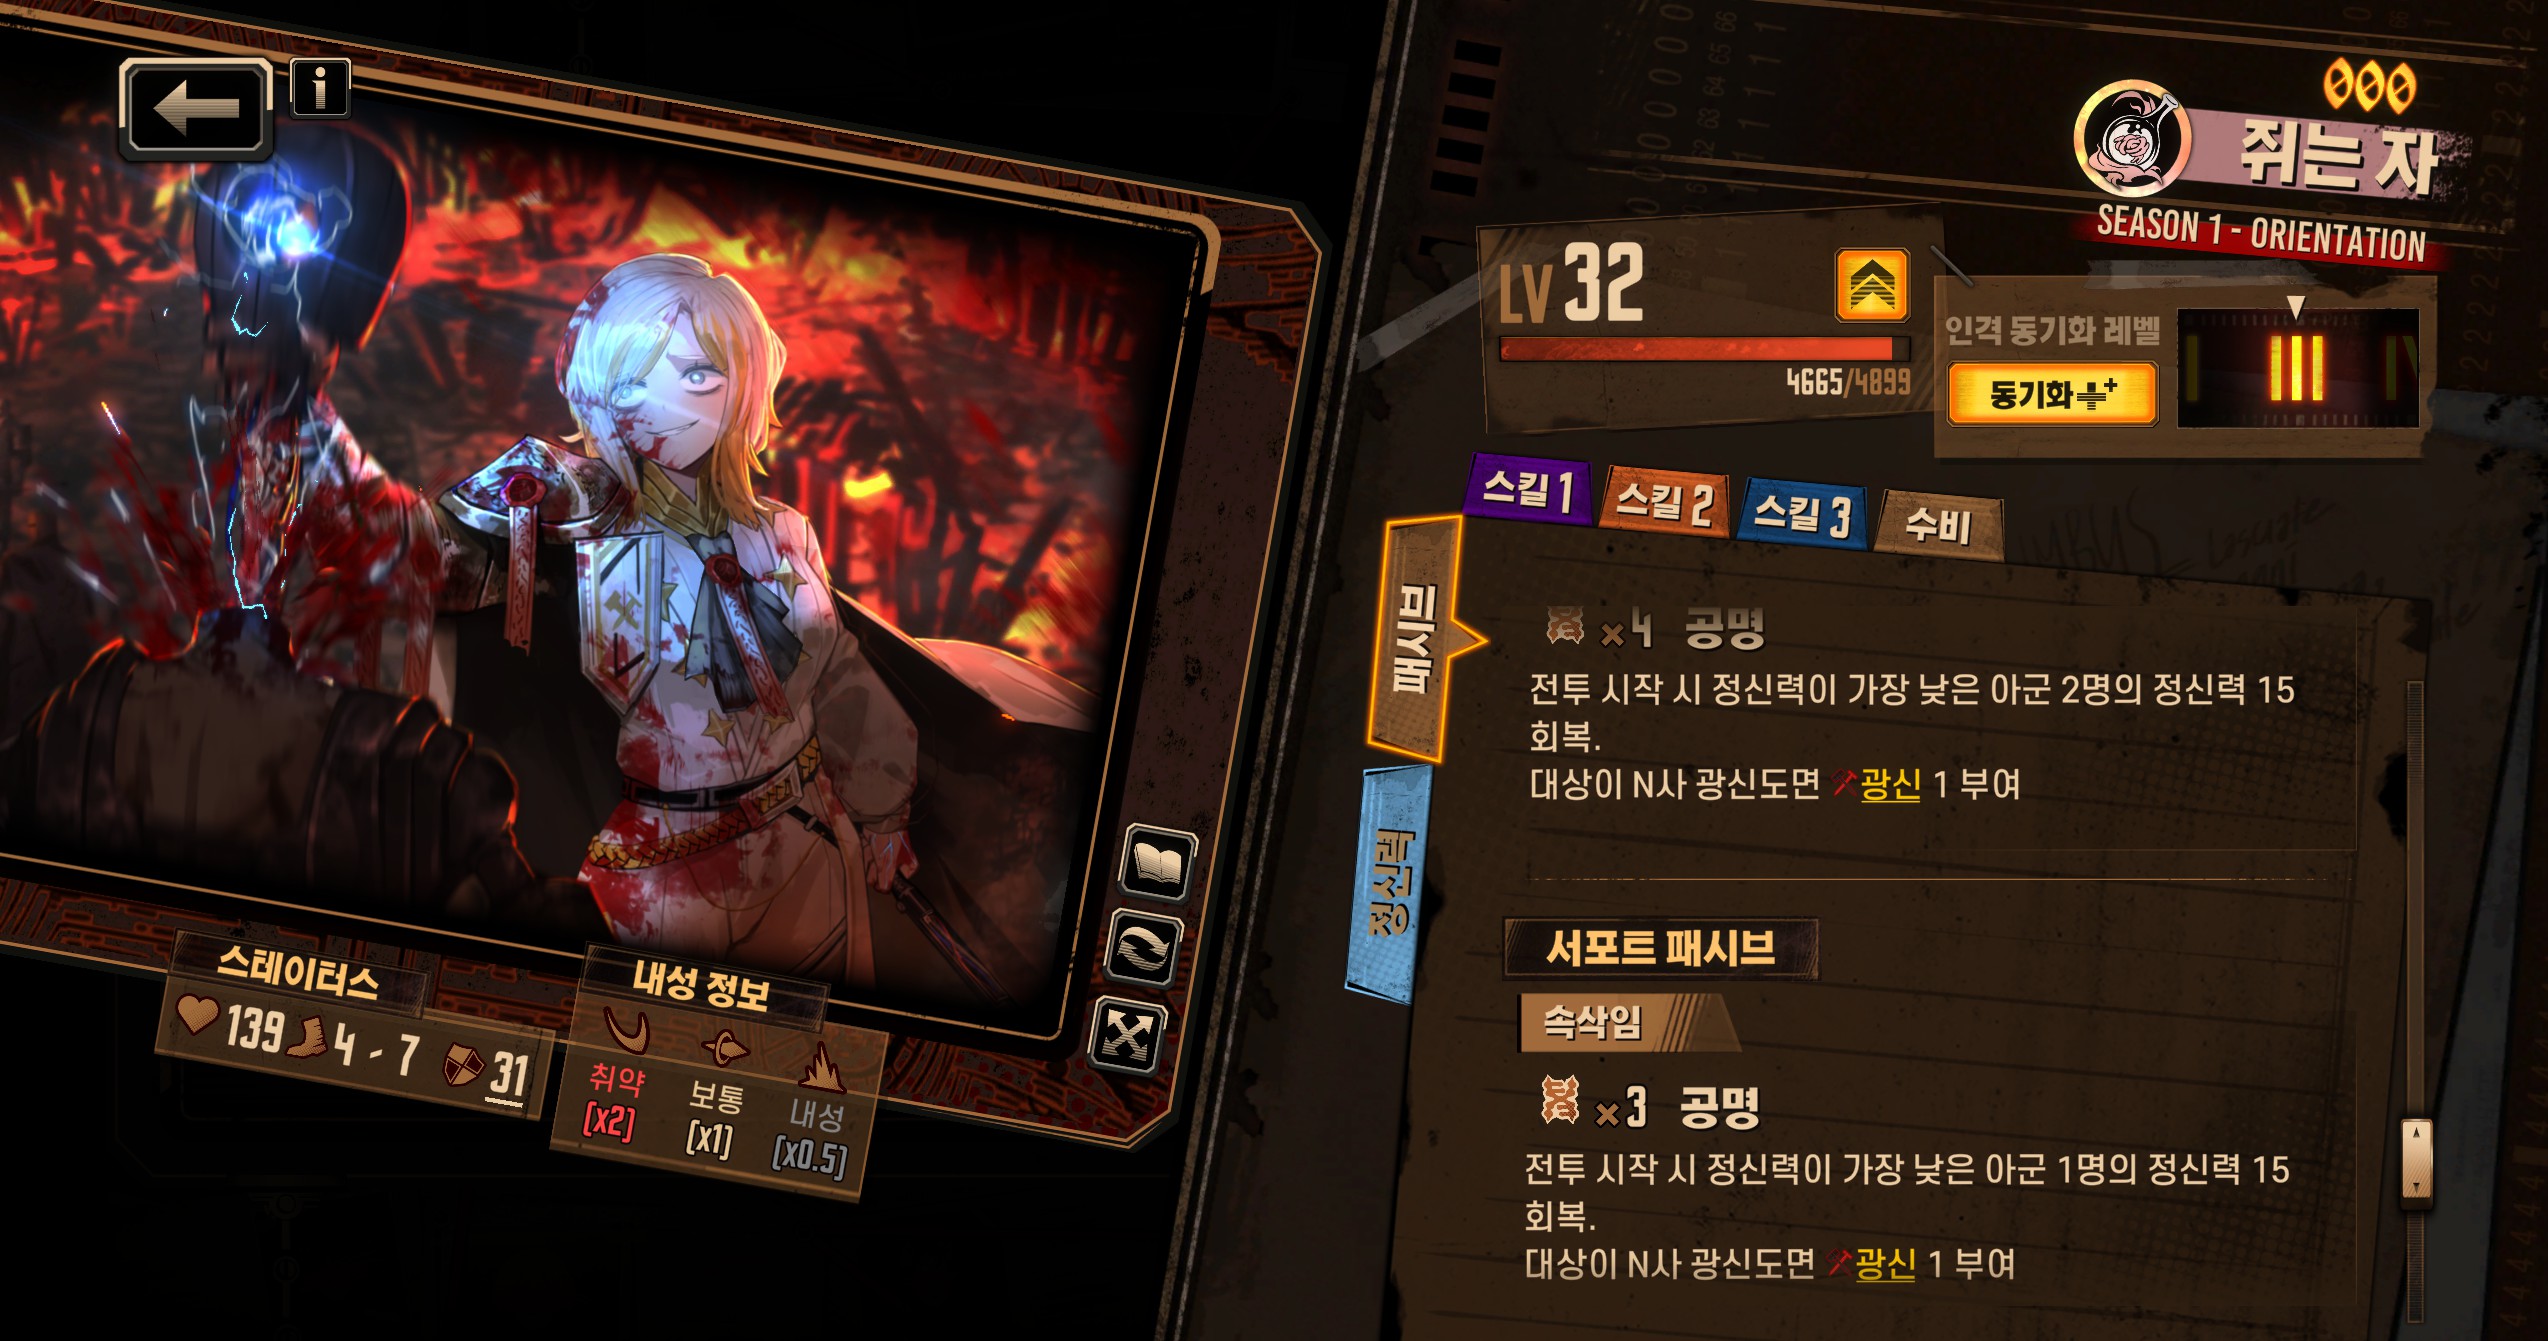 쥐는 자
SEASON 1 - ORIENTATION
LV 32
4665/4899
인격 동기화 레벨
동기화
III
스킬 1
스킬 2
스킬 3
수비
패시브
정신력
x4 공명
전투 시작 시 정신력이 가장 낮은 아군 2명의 정신력 15
회복.
대상이 N사 광신도면 광신 1 부여
서포트 패시브
속삭임
x3 공명
전투 시작 시 정신력이 가장 낮은 아군 1명의 정신력 15
회복.
대상이 N사 광신도면 광신 1 부여
스테이터스
139 4 - 7 31
내성 정보
취약 보통 내성
[x2] [x1] [x0.5]